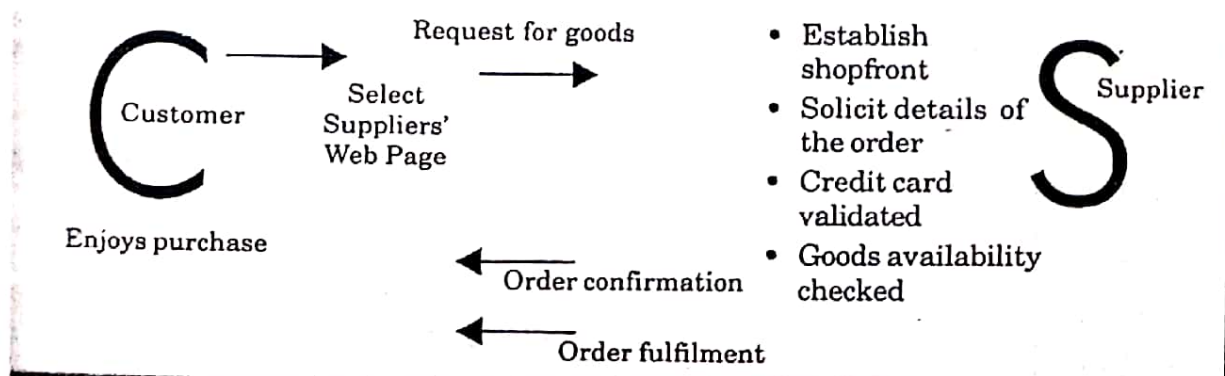 Request for goods
Select
Suppliers'
Web Page
C
Customer
Enjoys purchase
• Establish
shopfront
• Solicit details of
the order
• Credit card
validated
• Goods availability
checked
S
Supplier
Order confirmation
Order fulfilment